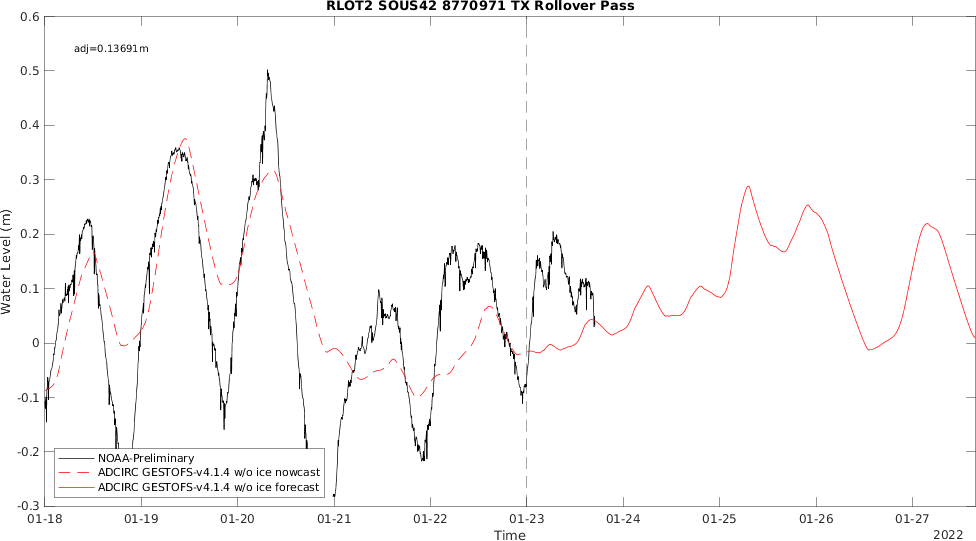 RLOT2 SOUS42 8770971 TX Rollover Pass
0.6
adj=0.13691m
0.5
0.4
0.3
0.2
0.1
0
-0.1
-0.2
-0.3
Water Level (m)
NOAA-Preliminary
ADCIRC GESTOFS-v4.1.4 w/o ice nowcast
ADCIRC GESTOFS-v4.1.4 w/o ice forecast
01-18 01-19 01-20 01-21 01-22 01-23 01-24 01-25 01-26 01-27
Time
2022